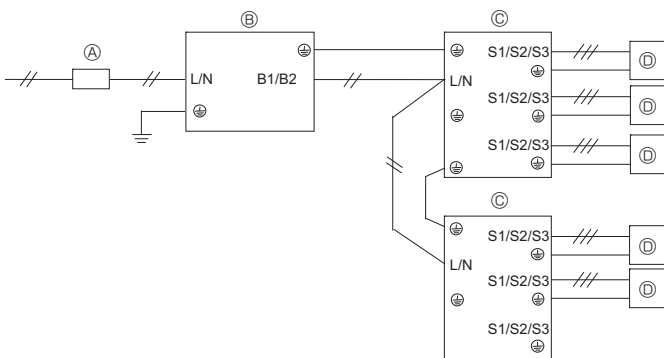 Ⓐ
Ⓑ
L/N
B1/B2
Ⓒ
L/N
S1/S2/S3
Ⓓ
S1/S2/S3
Ⓓ
S1/S2/S3
Ⓓ
Ⓒ
L/N
S1/S2/S3
Ⓓ
S1/S2/S3
Ⓓ
S1/S2/S3